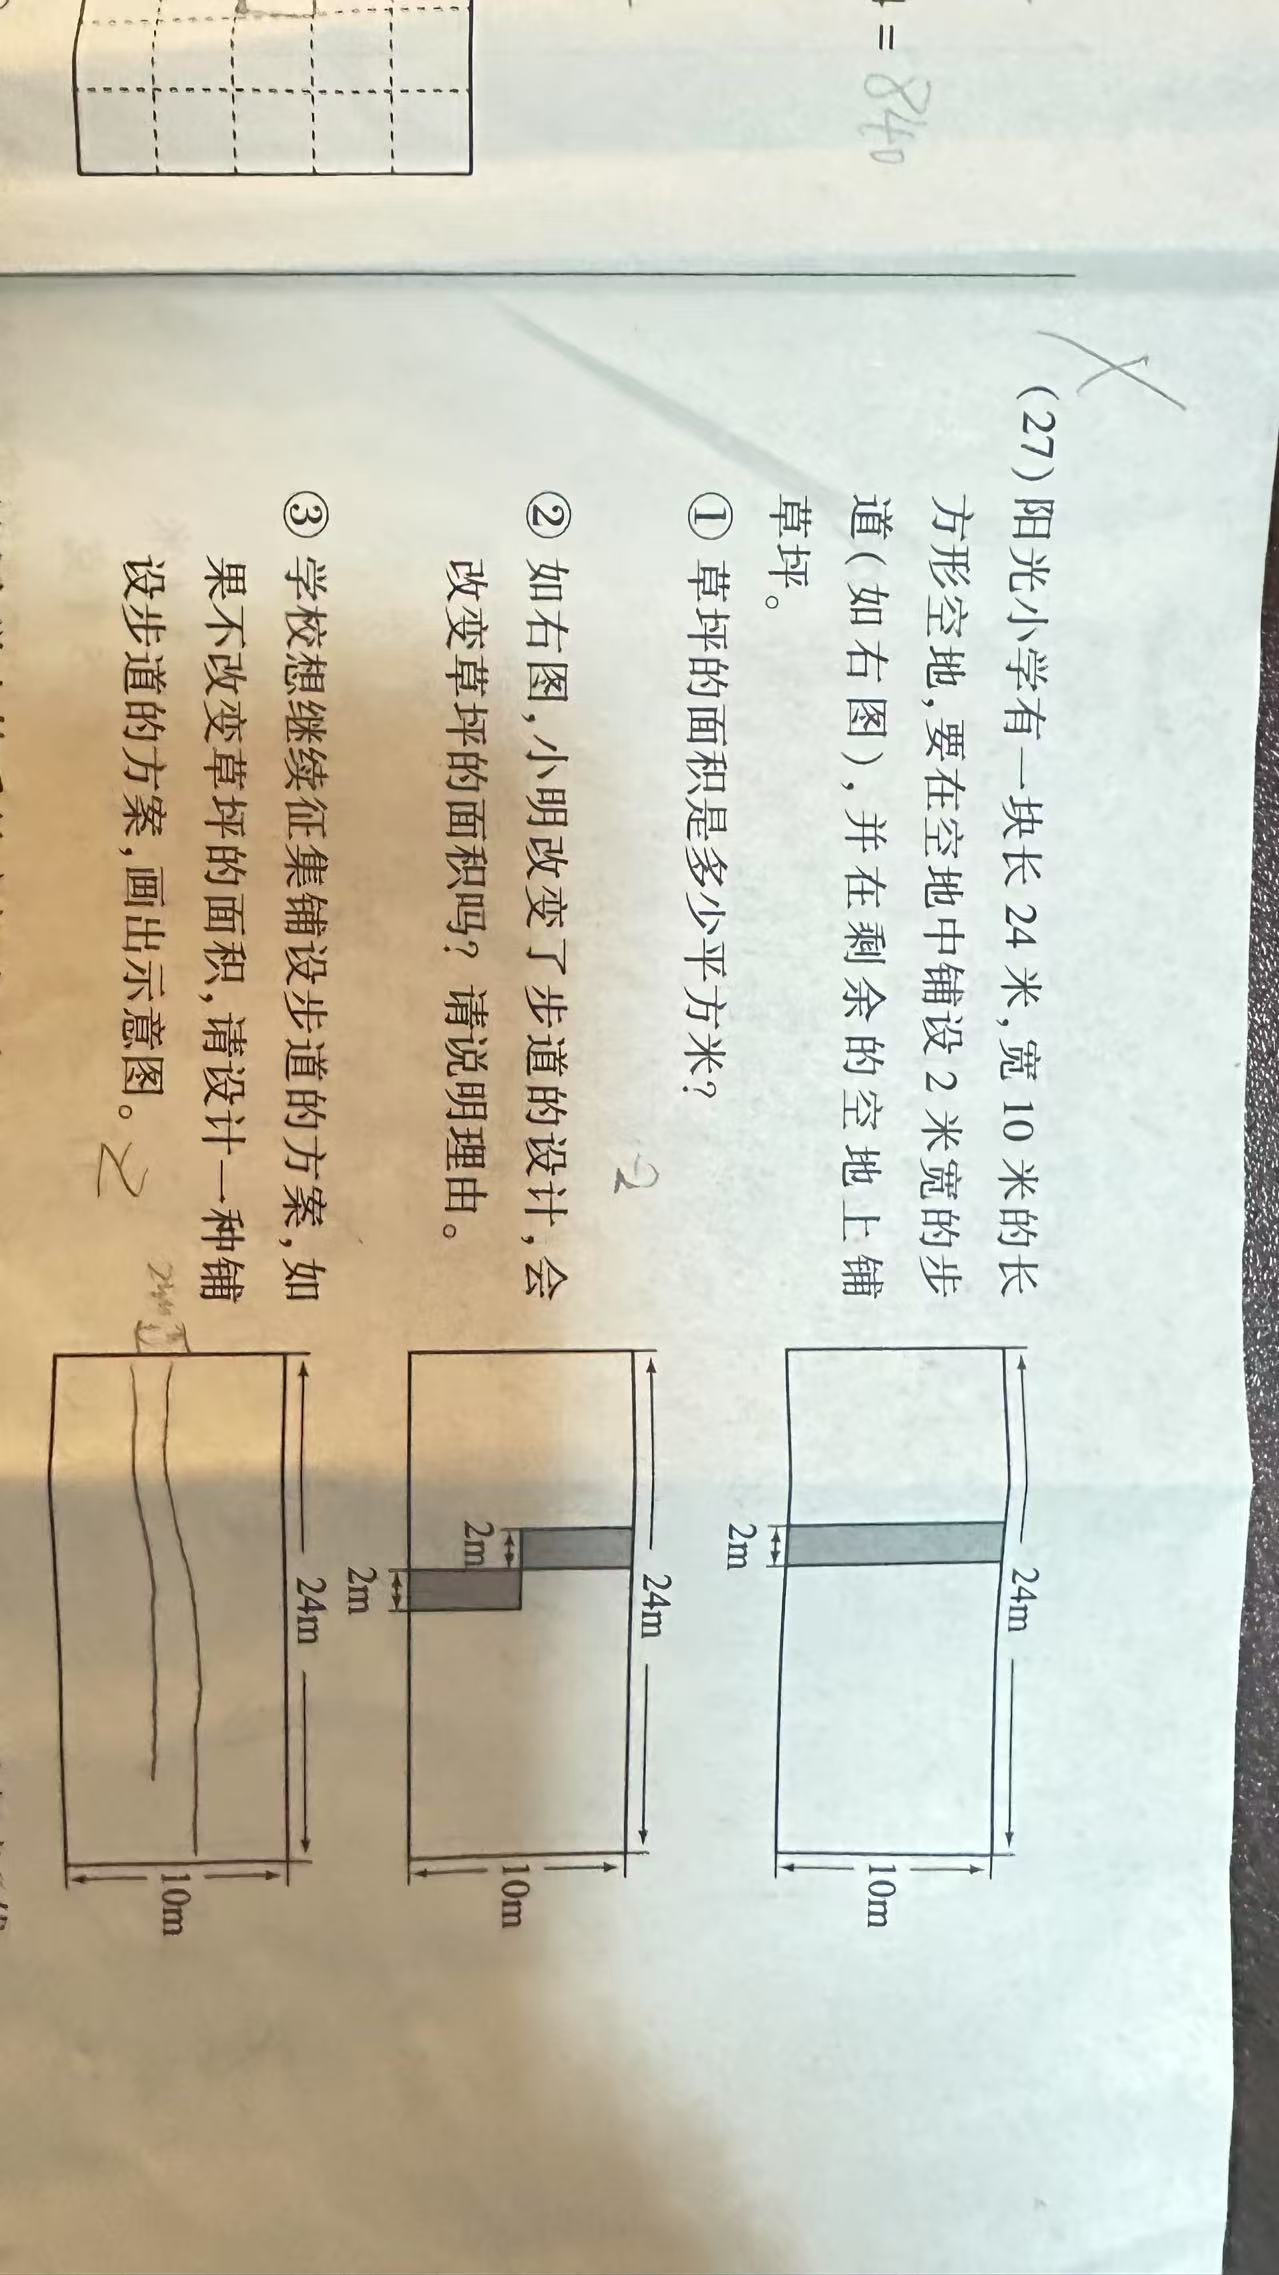 = 840
(27)阳光小学有一块长 24 米,宽 10 米的长
方形空地,要在空地中铺设 2 米宽的步
道(如右图),并在剩余的空地上铺
草坪。
24m
10m
2m
① 草坪的面积是多少平方米?
2
② 如右图,小明改变了步道的设计,会
改变草坪的面积吗?请说明理由。
24m
10m
2m
2m
③ 学校想继续征集铺设步道的方案,如
果不改变草坪的面积,请设计一种铺
设步道的方案,画出示意图。
24m
10m